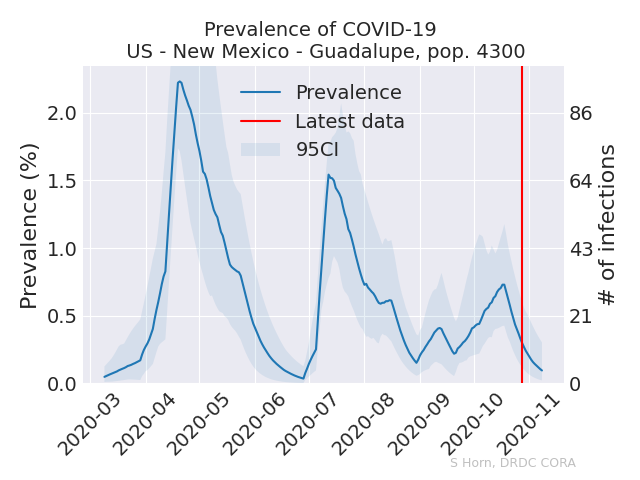 Prevalence of COVID-19
US - New Mexico - Guadalupe, pop. 4300
Prevalence
Latest data
95CI
Prevalence (%)
2.0
1.5
1.0
0.5
0.0
# of infections
86
64
43
21
0
2020-03
2020-04
2020-05
2020-06
2020-07
2020-08
2020-09
2020-10
2020-11
S Horn, DRDC CORA